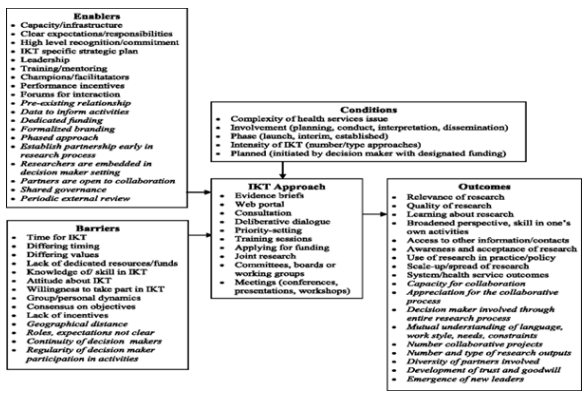 Enablers
• Capacity/infrastructure
• Clear expectations/responsibilities
• High level recognition/commitment
• IKT specific strategic plan
• Leadership
• Training/mentoring
• Champions/facilitatators
• Performance incentives
• Forums for interaction
• Pre-existing relationship
• Data to inform activities
• Dedicated funding
• Formalized branding
• Phased approach
• Establish partnership early in
research process
• Researchers are embedded in
decision maker setting
• Partners are open to collaboration
• Shared governance
• Periodic external review
Barriers
• Time for IKT
• Differing timing
• Differing values
• Lack of dedicated resources/funds
• Knowledge of/ skill in IKT
• Attitude about IKT
• Willingness to take part in IKT
• Group/personal dynamics
• Consensus on objectives
• Lack of incentives
• Geographical distance
• Roles, expectations not clear
• Continuity of decision makers
• Regularity of decision maker
participation in activities
Conditions
• Complexity of health services issue
• Involvement (planning, conduct, interpretation, dissemination)
• Phase (launch, interim, established)
• Intensity of IKT (number/type approaches)
• Planned (initiated by decision maker with designated funding)
IKT Approach
• Evidence briefs
• Web portal
• Consultation
• Deliberative dialogue
• Priority-setting
• Training sessions
• Applying for funding
• Joint research
• Committees, boards or
working groups
• Meetings (conferences,
presentations, workshops)
Outcomes
• Relevance of research
• Quality of research
• Learning about research
• Broadened perspective, skill in one's
own activities
• Access to other information/contacts
• Awareness and acceptance of research
• Use of research in practice/policy
• Scale-up/spread of research
• System/health service outcomes
• Capacity for collaboration
• Appreciation for the collaborative
process
• Decision maker involved through
entire research process
• Mutual understanding of language,
work style, needs, constraints
• Number collaborative projects
• Number and type of research outputs
• Diversity of partners involved
• Development of trust and goodwill
• Emergence of new leaders